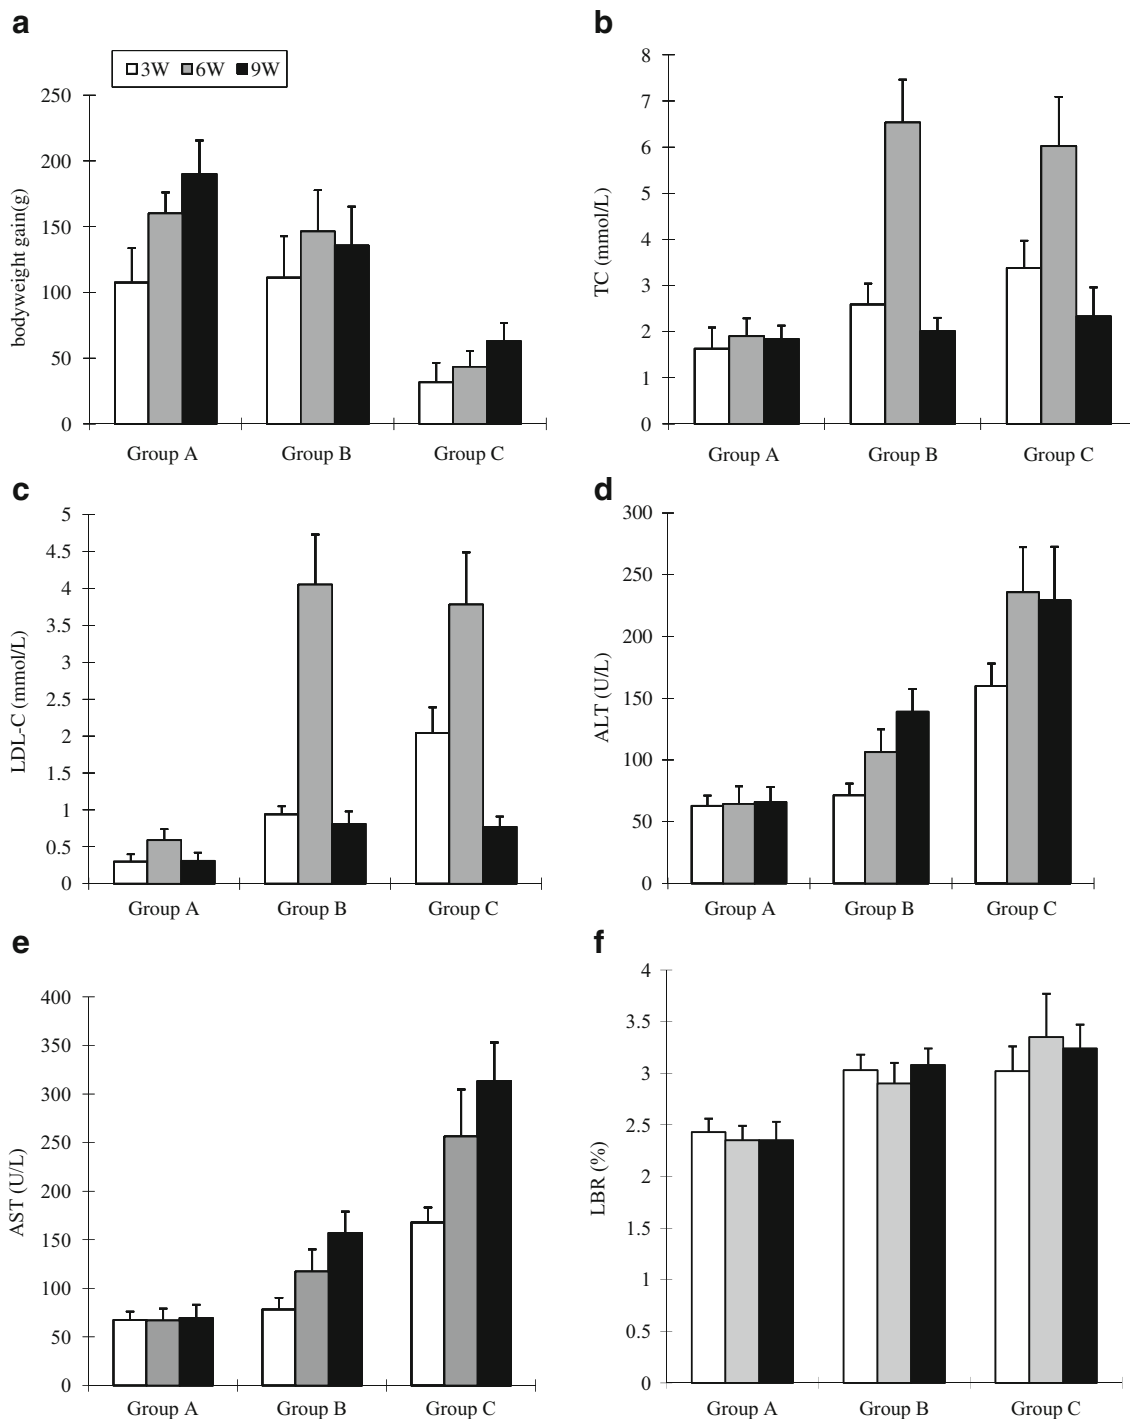 a
3W 6W 9W
bodyweight gain(g)
250
200
150
100
50
0
Group A Group B Group C
b
TC (mmol/L)
8
7
6
5
4
3
2
1
0
Group A Group B Group C
c
LDL-C (mmol/L)
5
4.5
4
3.5
3
2.5
2
1.5
1
0.5
0
Group A Group B Group C
d
ALT (U/L)
300
250
200
150
100
50
0
Group A Group B Group C
e
AST (U/L)
400
350
300
250
200
150
100
50
0
Group A Group B Group C
f
LBR (%)
4
3.5
3
2.5
2
1.5
1
0.5
0
Group A Group B Group C